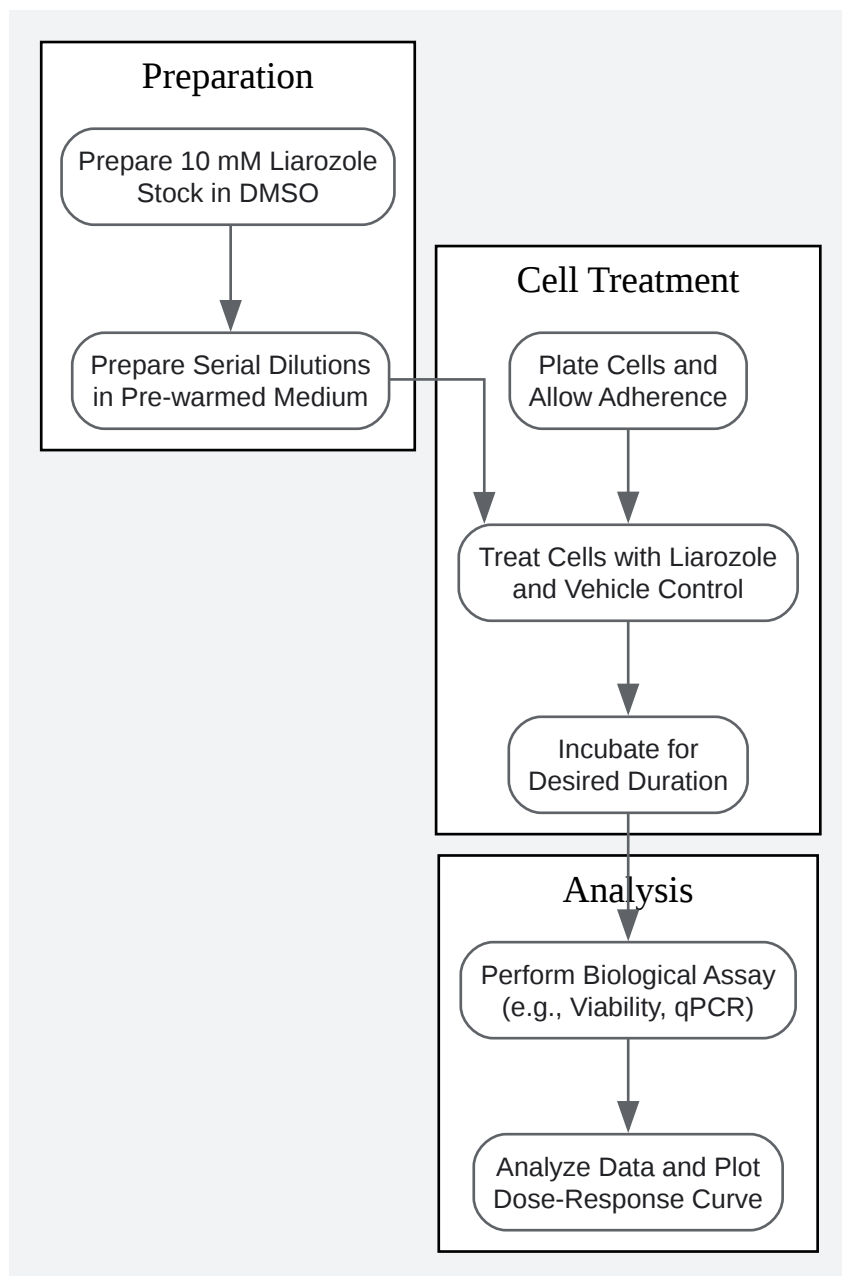 Preparation
Prepare 10 mM Liarozole
Stock in DMSO
Prepare Serial Dilutions
in Pre-warmed Medium
Cell Treatment
Plate Cells and
Allow Adherence
Treat Cells with Liarozole
and Vehicle Control
Incubate for
Desired Duration
Analysis
Perform Biological Assay
(e.g., Viability, qPCR)
Analyze Data and Plot
Dose-Response Curve